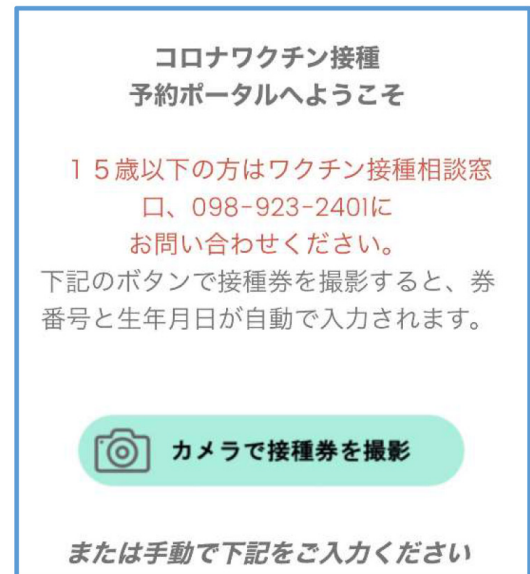 コロナワクチン接種
予約ポータルへようこそ
１５歳以下の方はワクチン接種相談窓
口、098-923-2401に
お問い合わせください。
下記のボタンで接種券を撮影すると、券
番号と生年月日が自動で入力されます。
カメラで接種券を撮影
または手動で下記をご入力ください